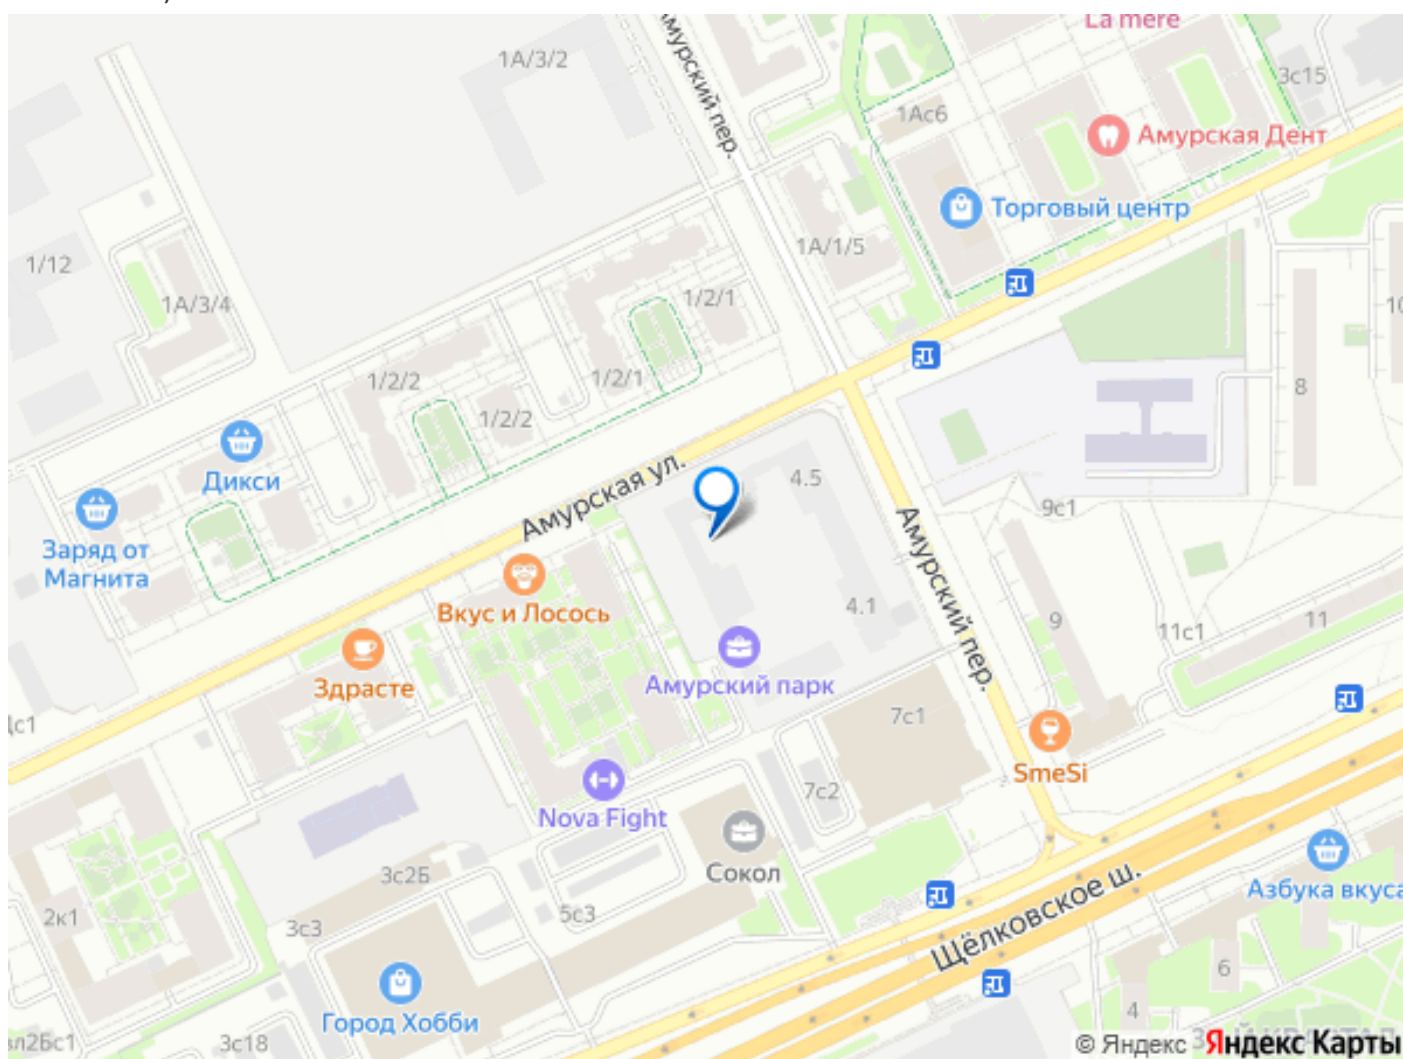 La mere
1А/3/2
Амурский пер.
3с15
1Ас6
Амурская Дент
Торговый центр
1А/1/5
1/12
1А/3/4
1/2/1
1/2/2
1/2/1
8
1/2/2
Дикси
Амурская ул.
4.5
9с1
Заряд от
Магнита
Амурский пер.
Вкус и Лосось
4.1
9
11с1
11
Здрасте
Амурский парк
7с1
SmeSi
7с2
Nova Fight
Сокол
3с2Б
Щёлковское ш.
Азбука вкуса
2к1
3с3
5с3
6
4
Город Хобби
3с18
© Яндекс Яндекс Карты